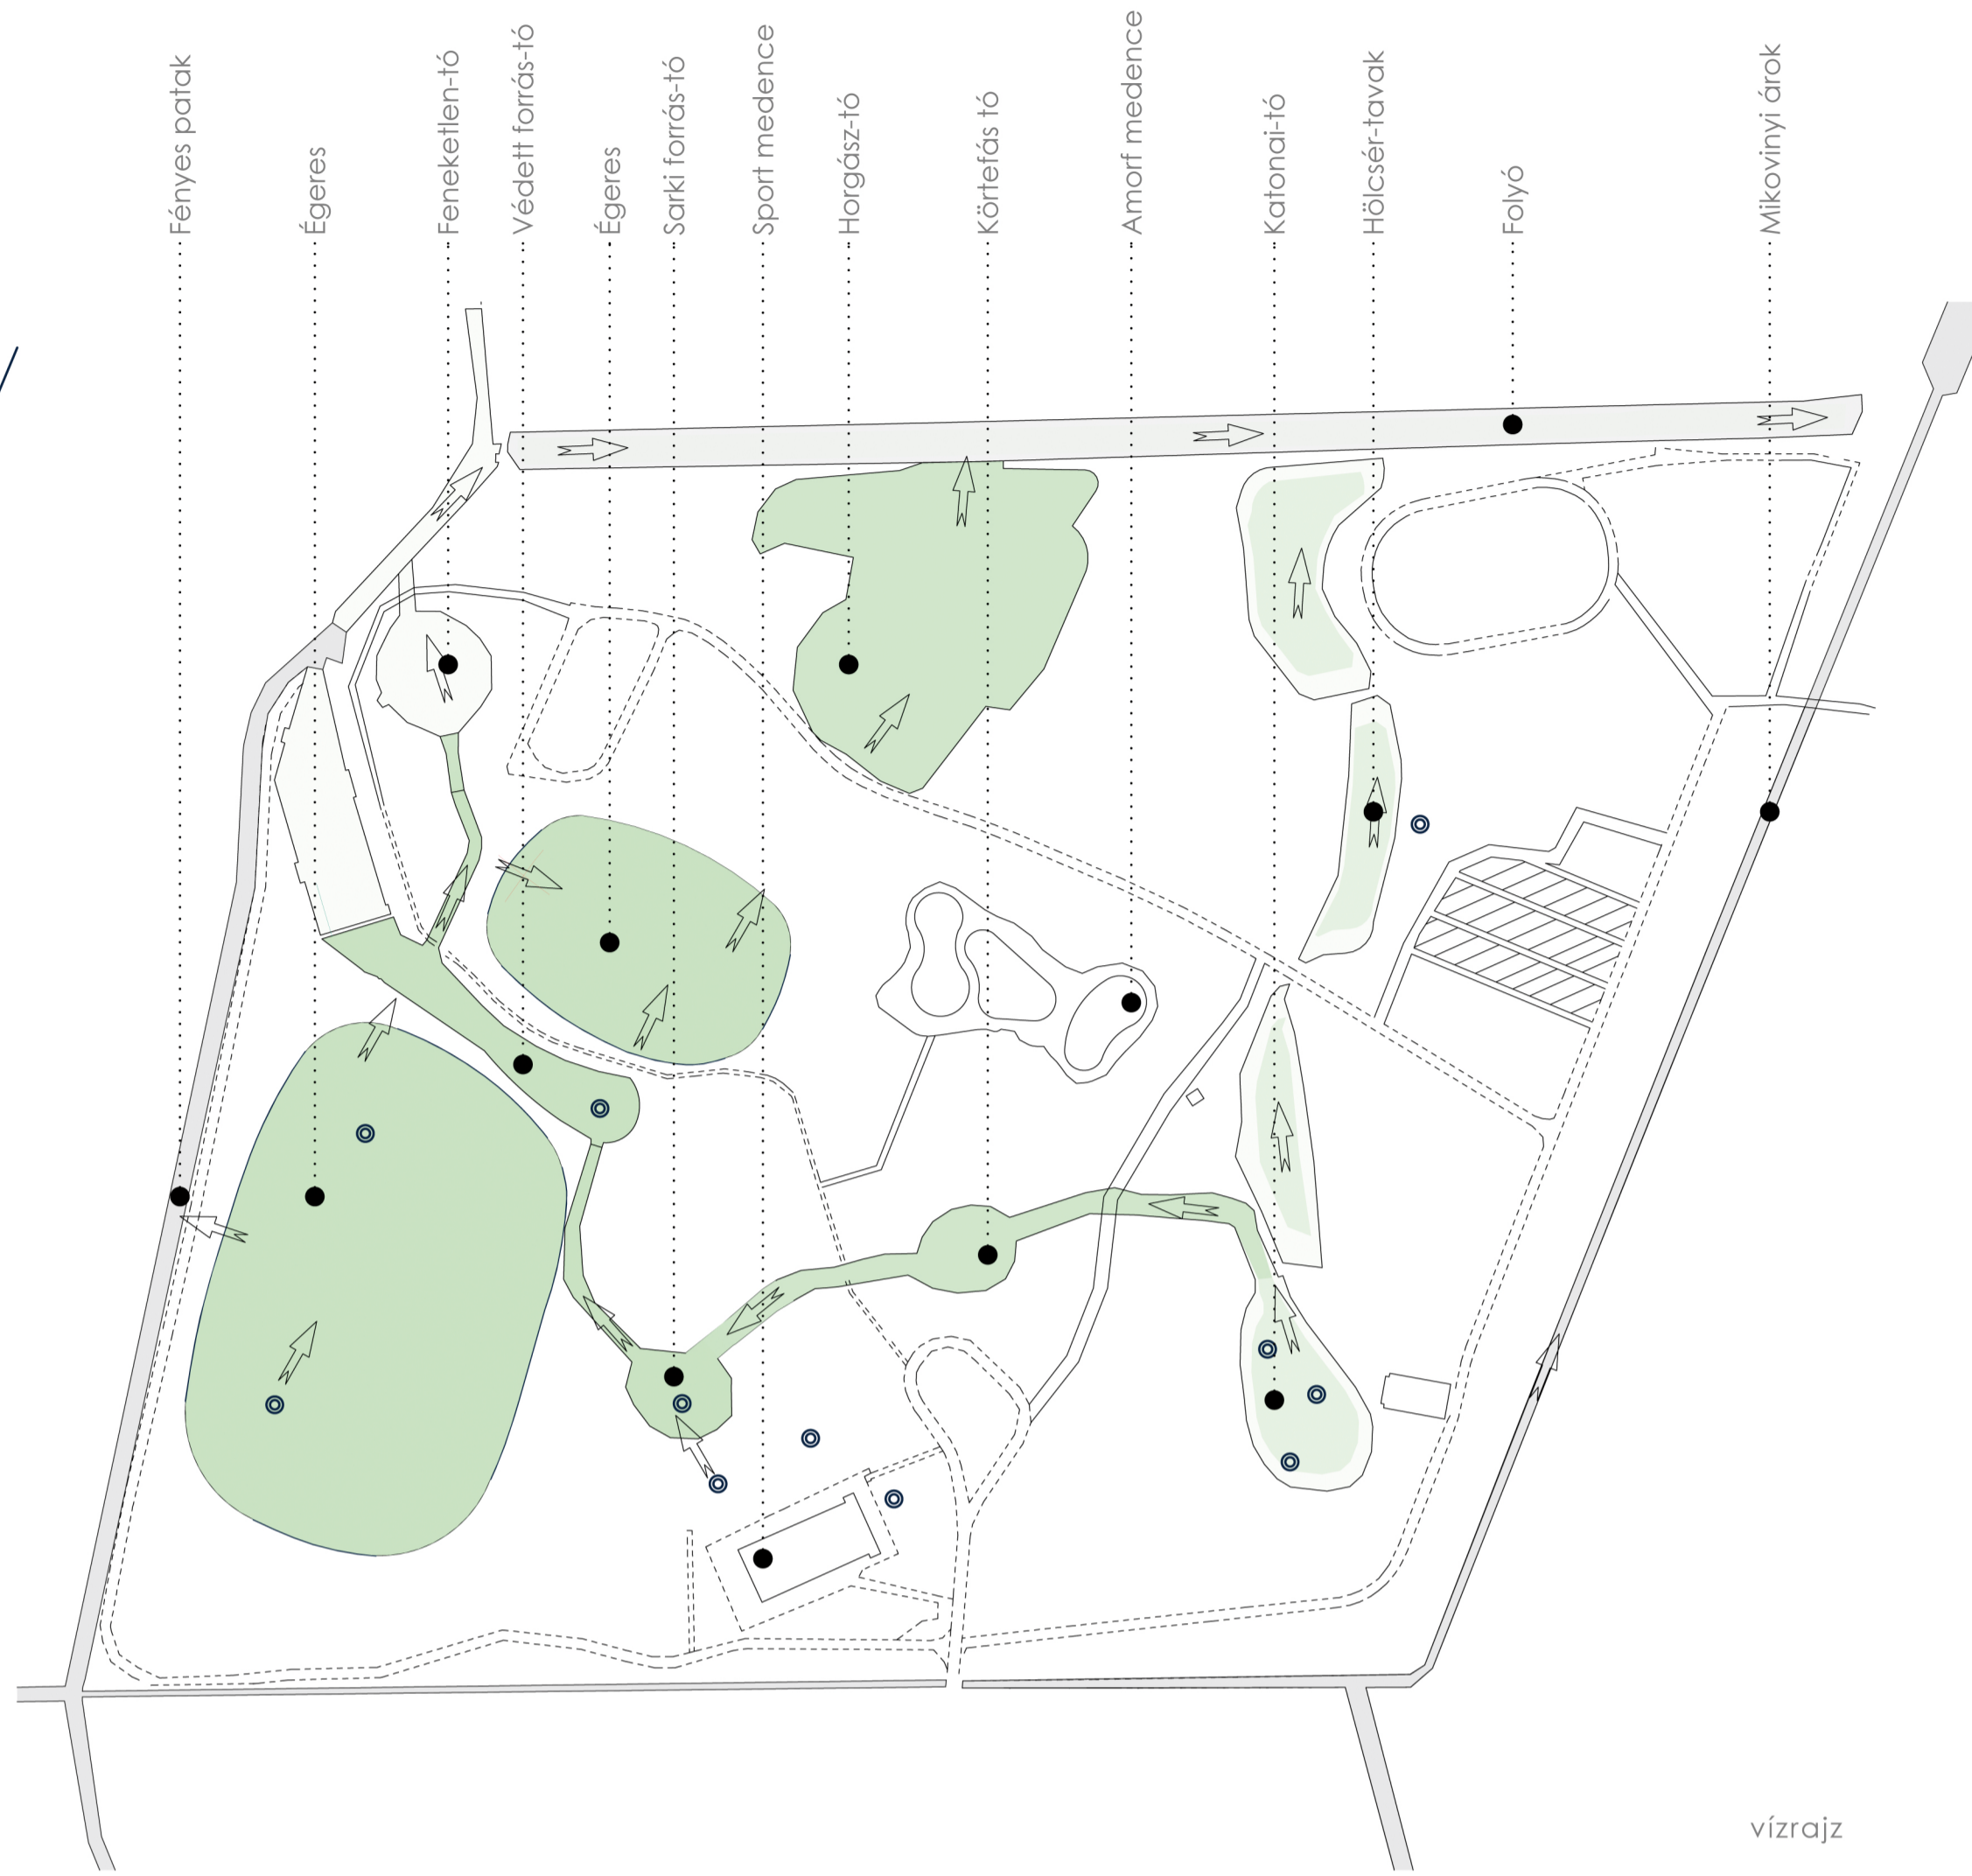 Fényes patak
Égeres
Feneketlen-tó
Védett forrás-tó
Égeres
Sarki forrás-tó
Sport medence
Horgász-tó
Körtefás tó
Amorf medence
Katonai-tó
Hölcsér-tavak
Folyó
Mikovinyi árok
vízrajz